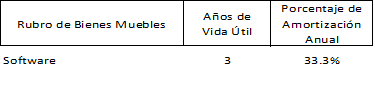 Rubro de Bienes Muebles
Años de
Vida Útil
Porcentaje de
Amortización
Anual
Software
3
33.3%